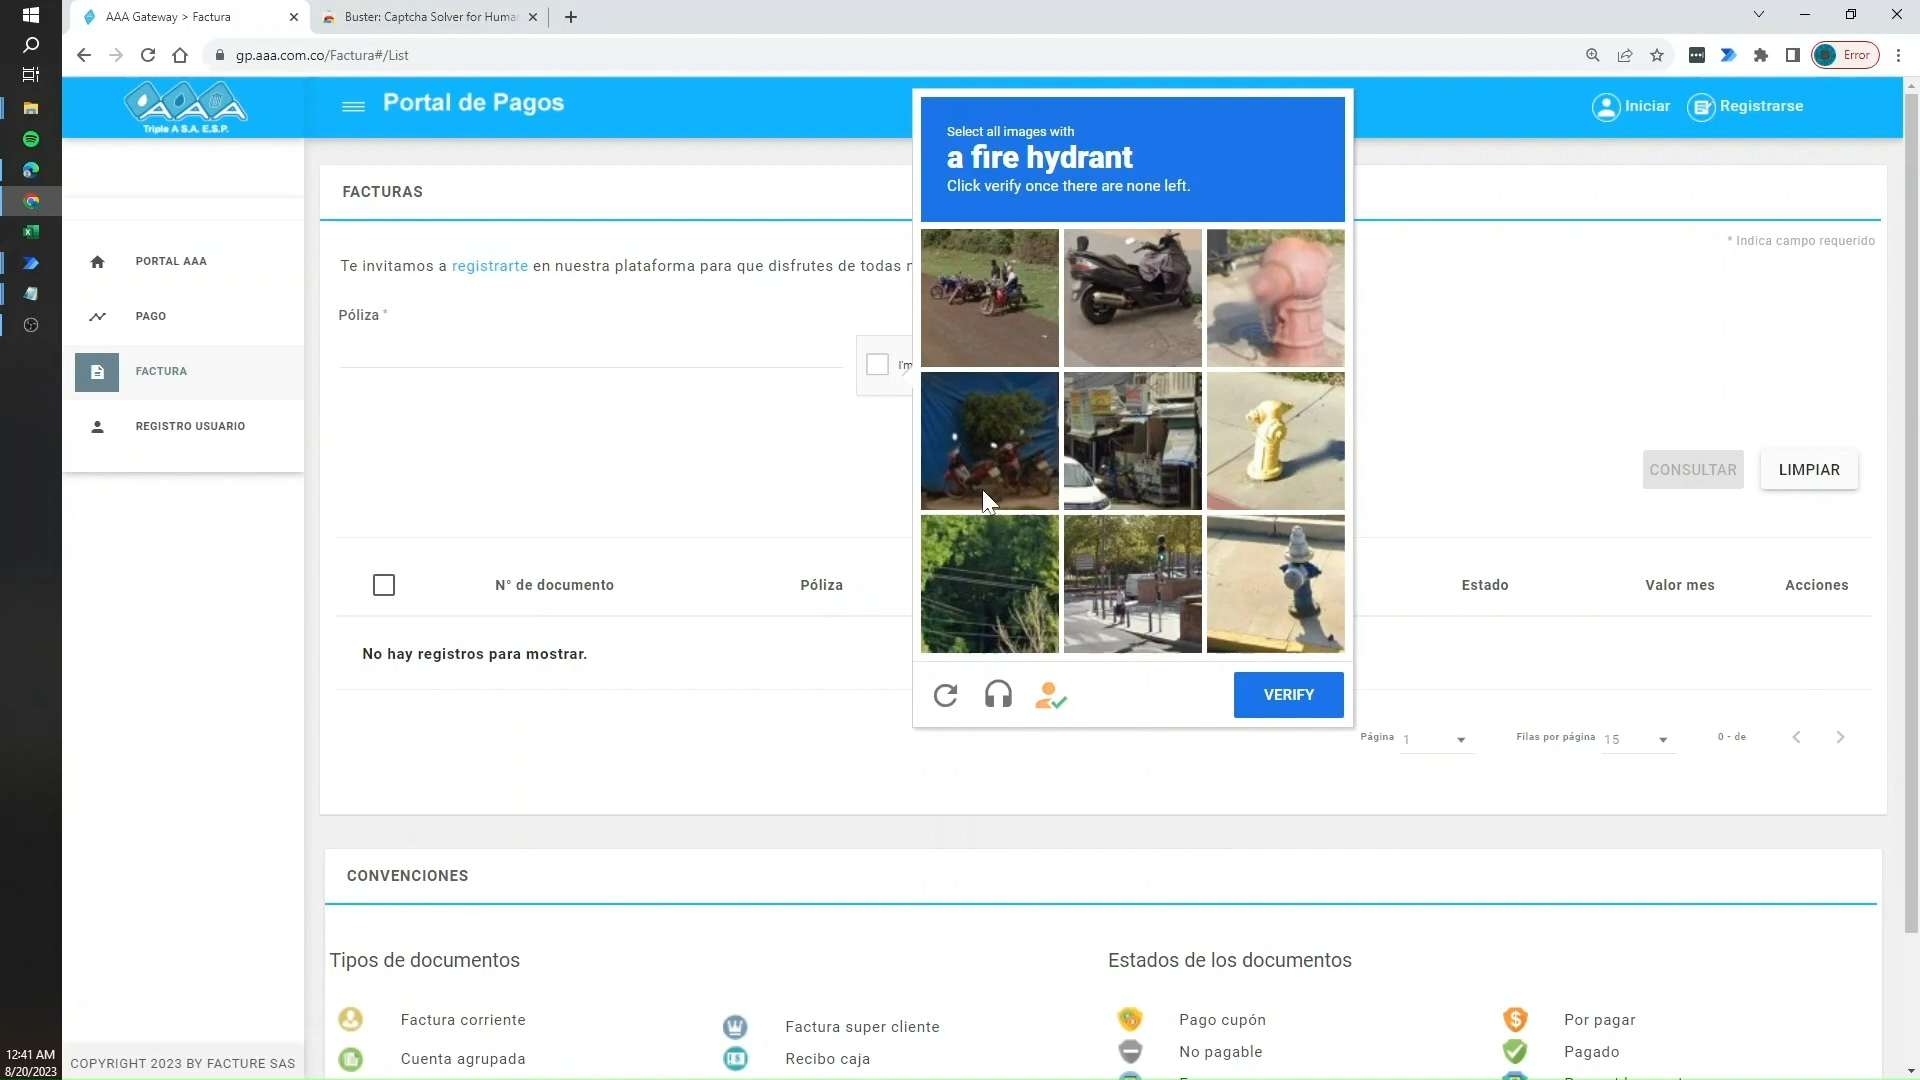 AAA Gateway > Factura
Buster: Captcha Solver for Huma
gp.aaa.com.co/Factura#/List
Error
Triple A S.A. E.S.P.
Portal de Pagos
Iniciar
Registrarse
Select all images with
a fire hydrant
Click verify once there are none left.
FACTURAS
* Indica campo requerido
PORTAL AAA
Te invitamos a registrarte en nuestra plataforma para que disfrutes de todas
PAGO
Póliza *
I'm
FACTURA
REGISTRO USUARIO
CONSULTAR
LIMPIAR
N° de documento
Póliza
Estado
Valor mes
Acciones
No hay registros para mostrar.
VERIFY
Página 1
Filas por página 15
0 - de
CONVENCIONES
Tipos de documentos
Estados de los documentos
Factura corriente
Factura super cliente
Pago cupón
Por pagar
Cuenta agrupada
Recibo caja
No pagable
Pagado
12:41 AM
8/20/2023
COPYRIGHT 2023 BY FACTURE SAS